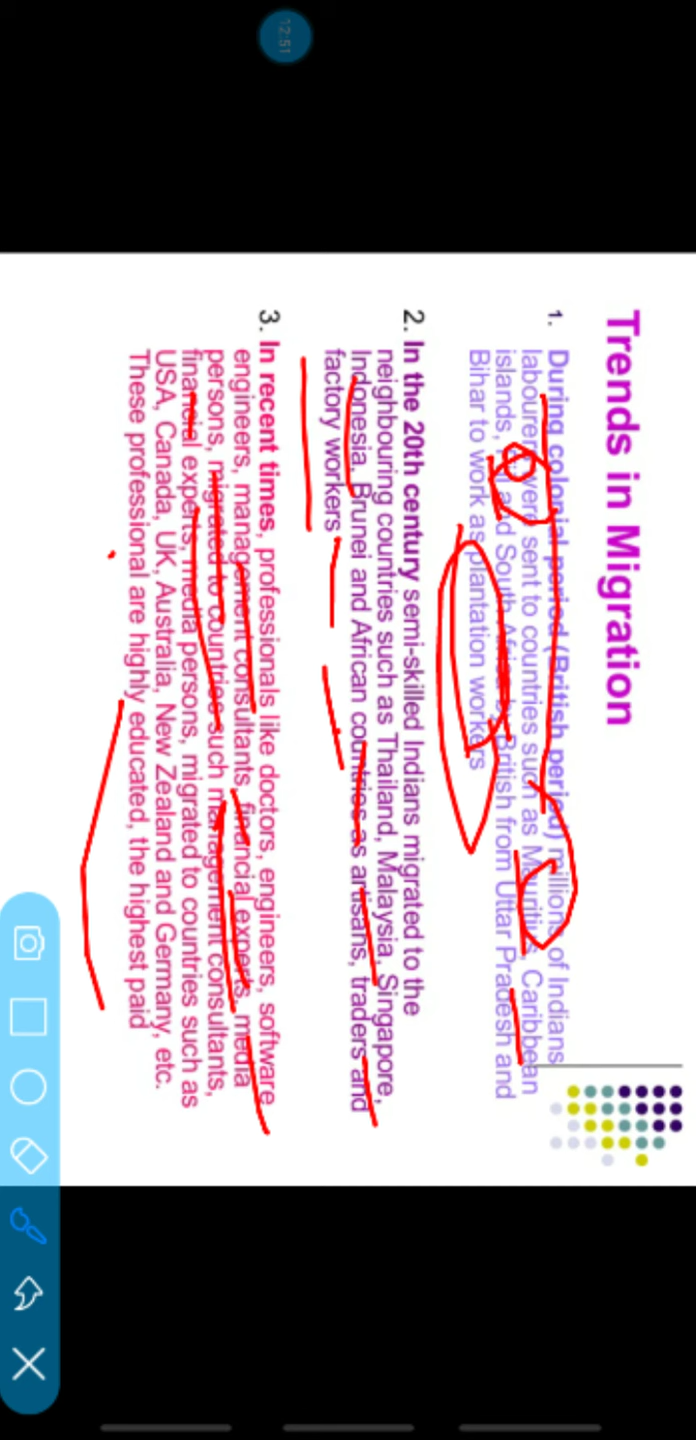 12:51
Trends in Migration
1. During colonial period (British period) millions of Indians
labourers were sent to countries such as Mauritius Caribbean
islands, and South Africa by British from Uttar Pradesh and
Bihar to work as plantation workers
2. In the 20th century semi-skilled Indians migrated to the
neighbouring countries such as Thailand, Malaysia, Singapore,
Indonesia, Brunei and African countries as artisans, traders and
factory workers
3. In recent times, professionals like doctors, engineers, software
engineers, management consultants, financial experts, media
persons, migrated to countries such management consultants,
financial experts, media persons, migrated to countries such as
USA, Canada, UK, Australia, New Zealand and Germany, etc.
These professional are highly educated, the highest paid